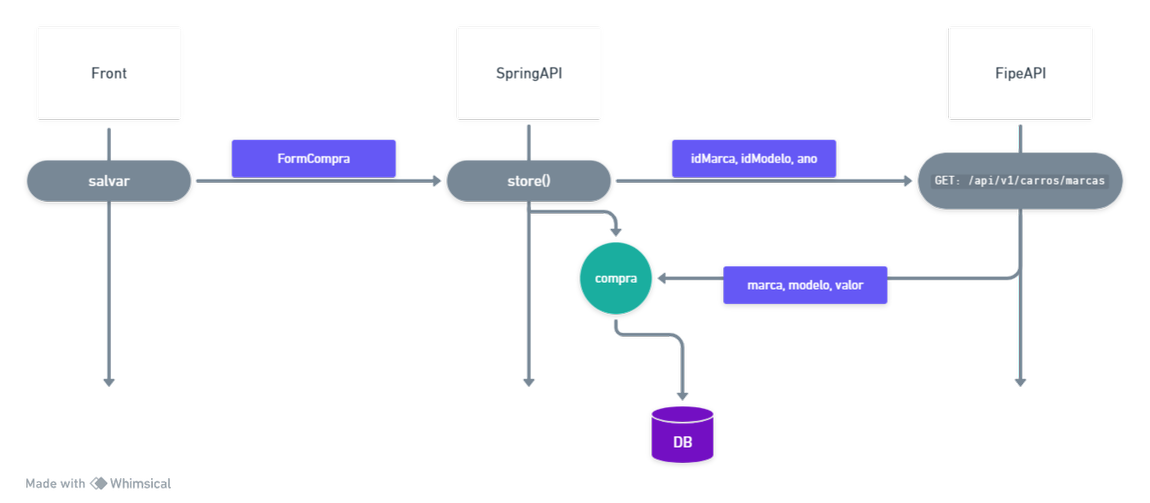 Front
SpringAPI
FipeAPI
FormCompra
idMarca, idModelo, ano
salvar
store()
GET: /api/v1/carros/marcas
compra
marca, modelo, valor
DB
Made with Whimsical